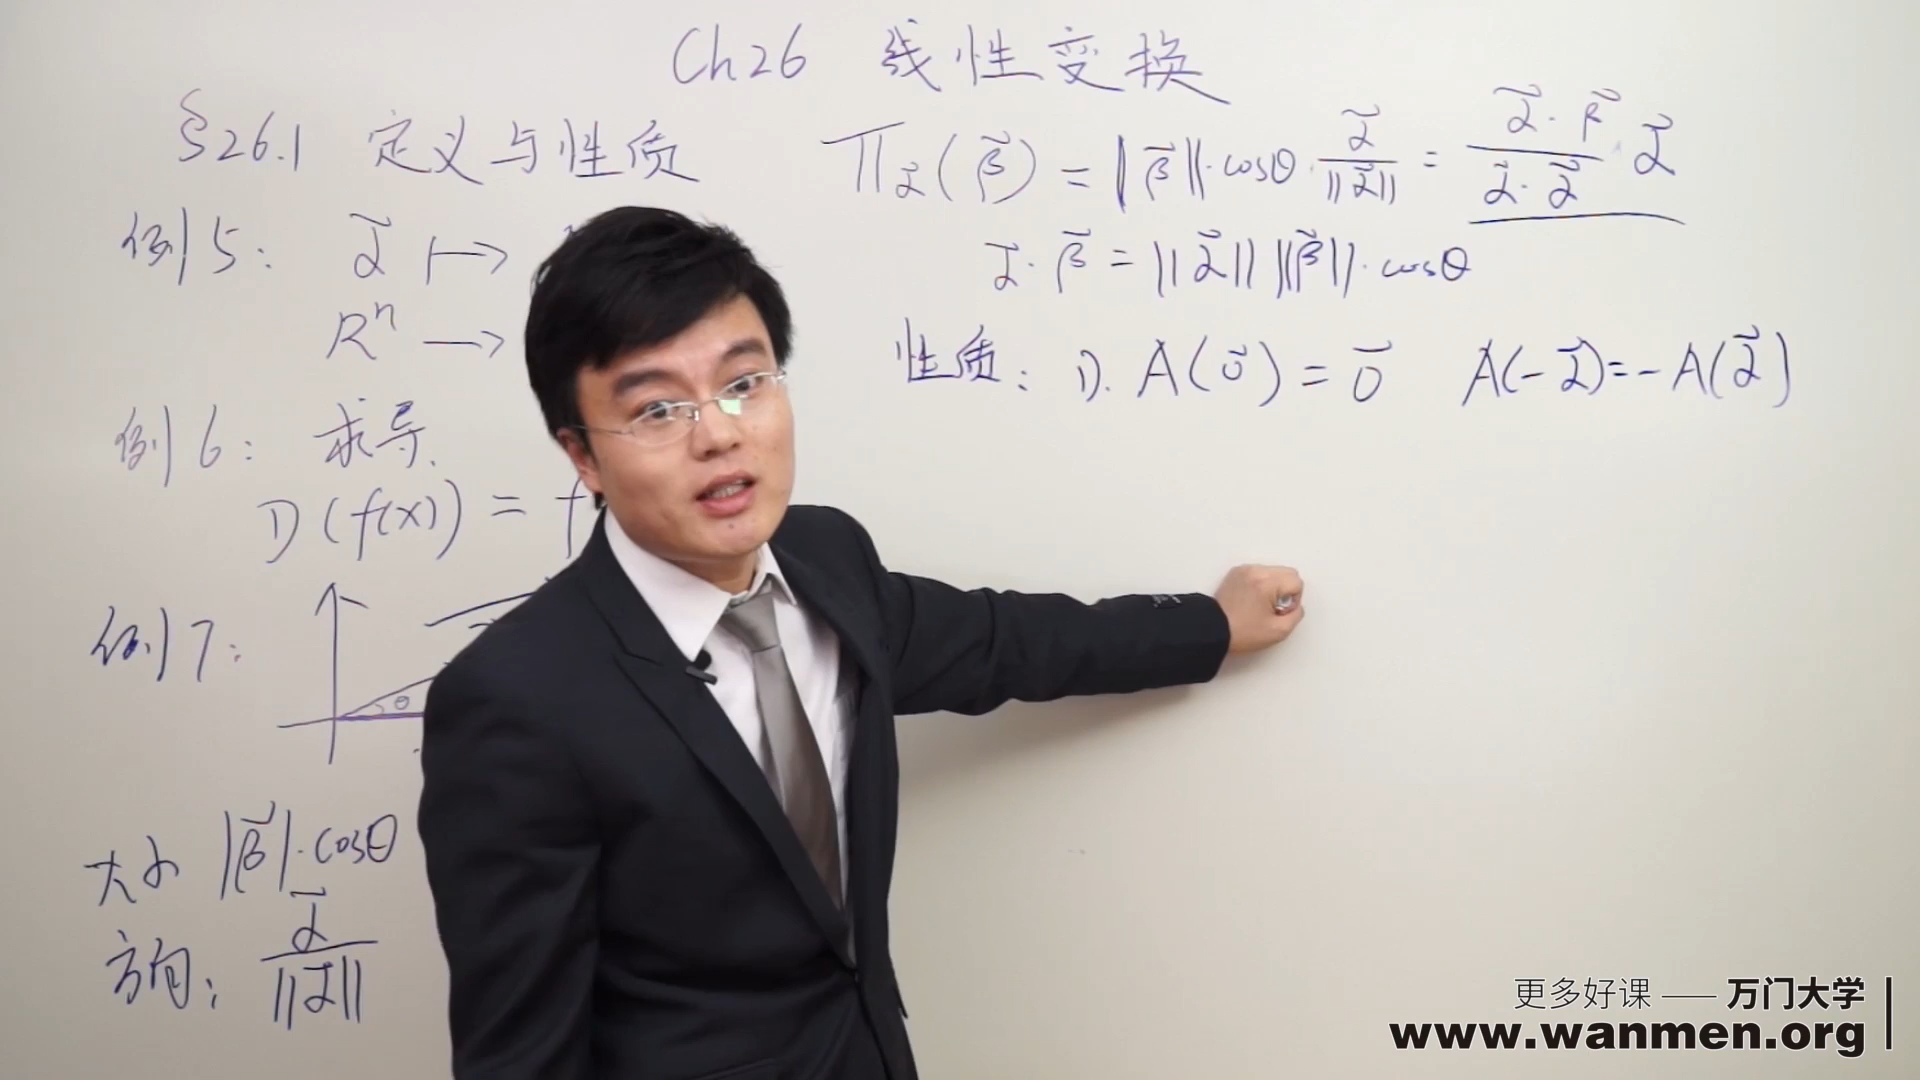 Ch26 线性变换
§26.1 定义与性质
例5: α⃗ ↦
Rⁿ →
例6: 求导.
D(f(x)) = f
例7:
θ
大小 |β⃗|·cosθ
方向: α⃗/||α⃗||
Π_α⃗(β⃗) = ||β⃗||·cosθ·α⃗/||α⃗|| = (α⃗·β⃗)/(α⃗·α⃗)·α⃗
α⃗·β⃗ = ||α⃗|| ||β⃗||·cosθ
性质: 1). A(0⃗) = 0⃗ A(-α⃗)=-A(α⃗)
更多好课 —— 万门大学
www.wanmen.org